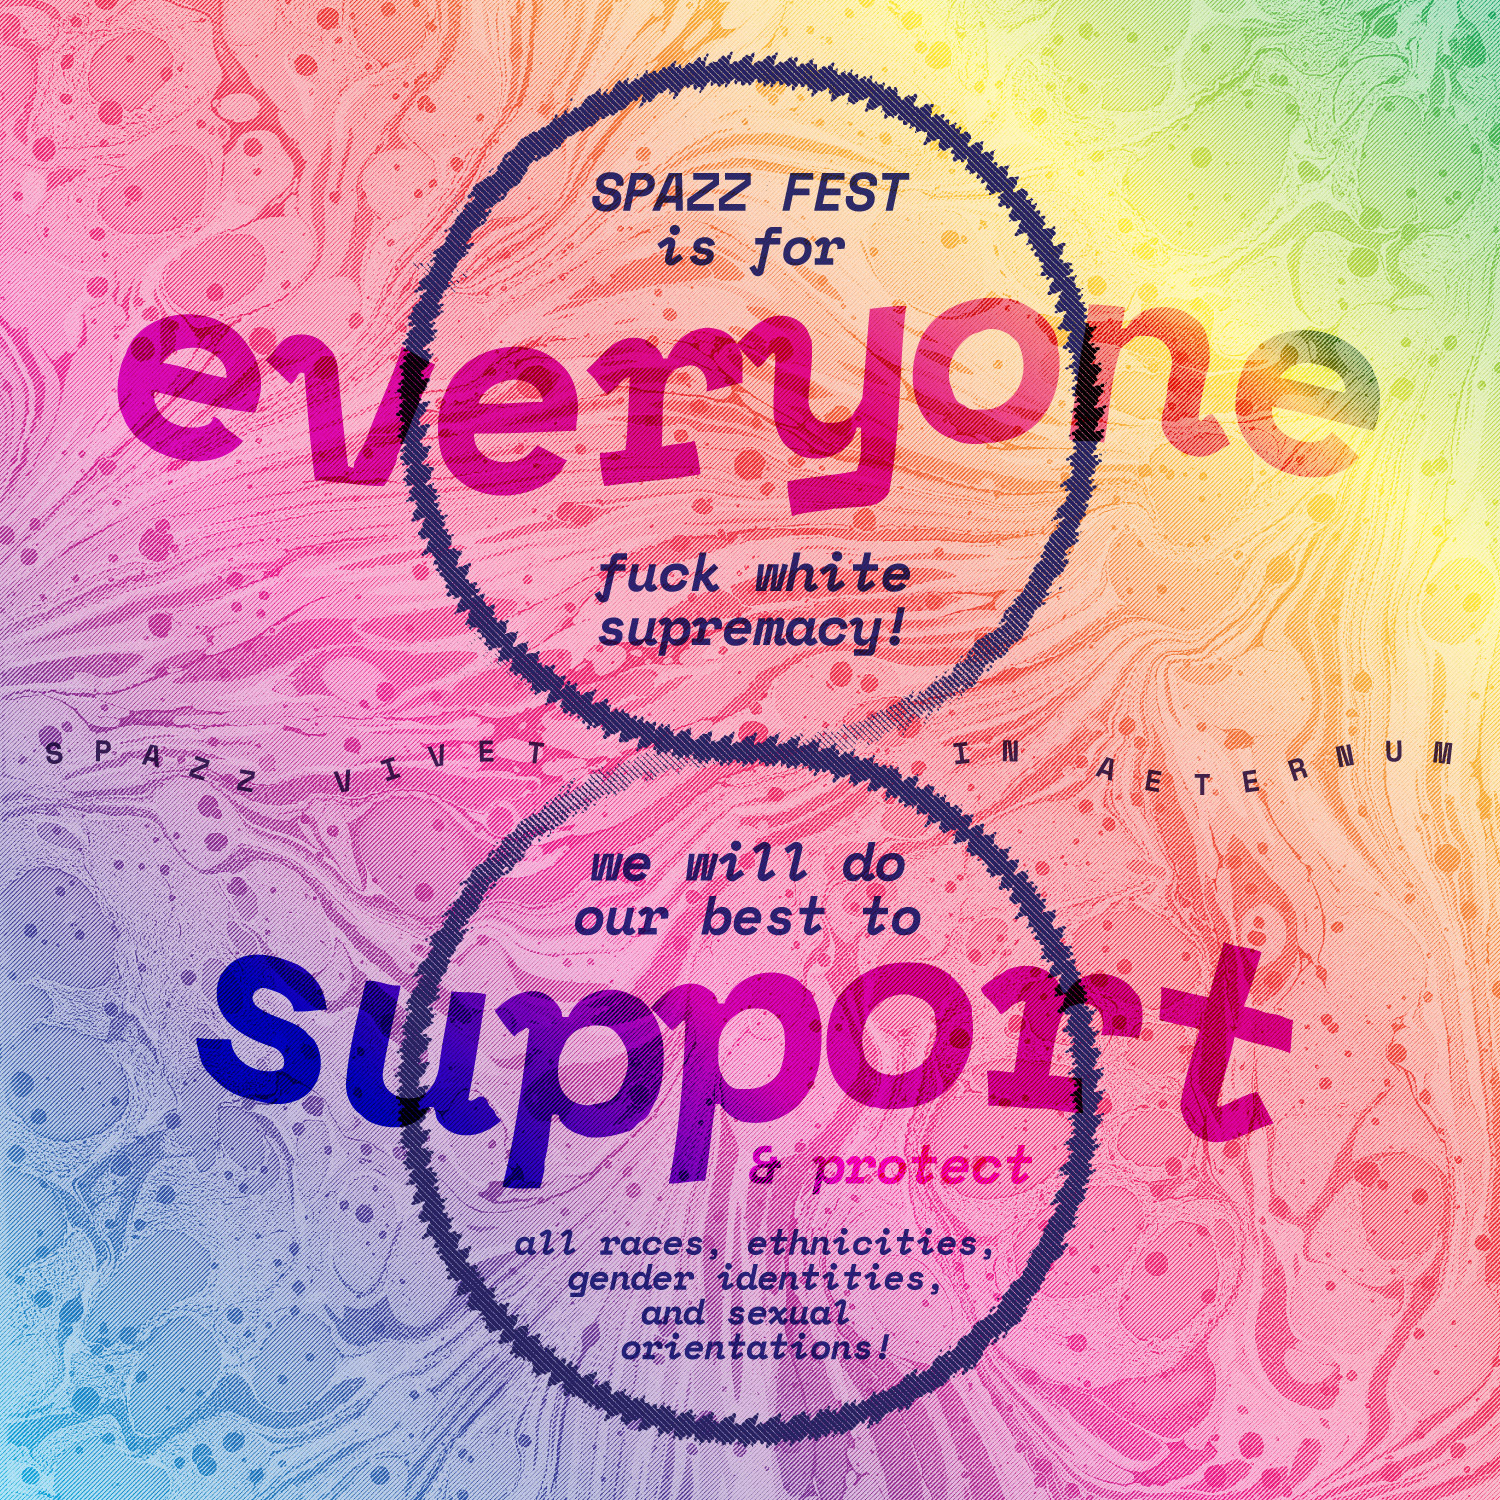 SPAZZ FEST
is for
everyone
fuck white
supremacy!
SPAZZ VIVET IN AETERNUM
we will do
our best to
support
& protect
all races, ethnicities,
gender identities,
and sexual
orientations!